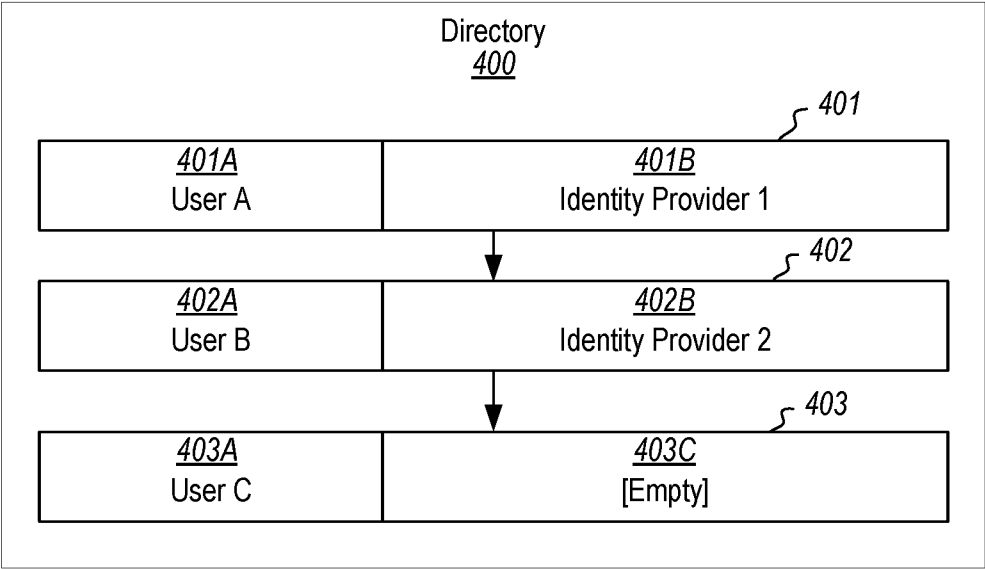 Directory
400
401
401A
401B
User A
Identity Provider 1
402
402A
402B
User B
Identity Provider 2
403
403A
403C
User C
[Empty]